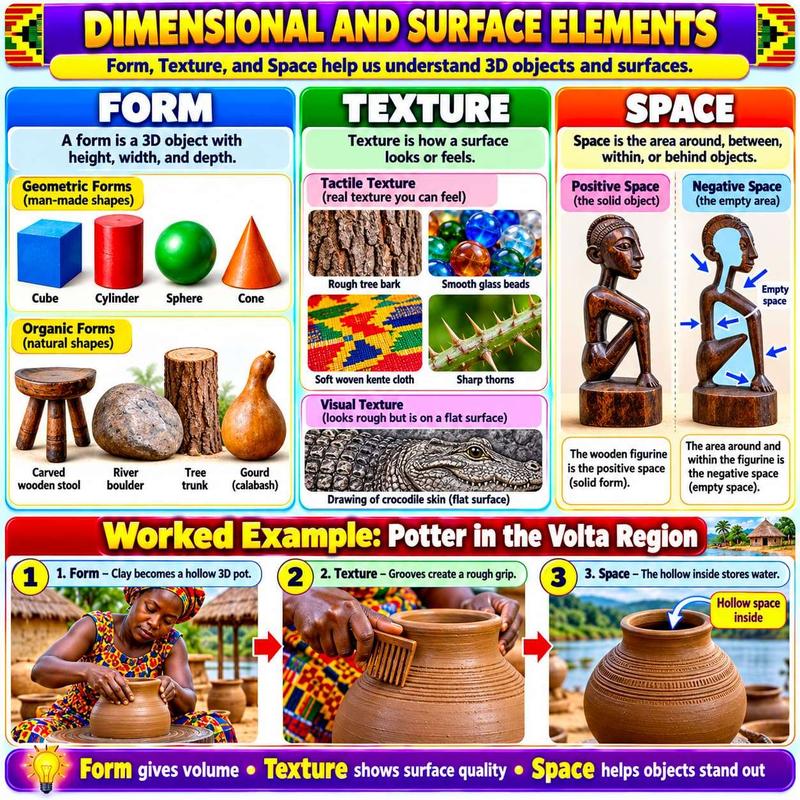 DIMENSIONAL AND SURFACE ELEMENTS
Form, Texture, and Space help us understand 3D objects and surfaces.
FORM
A form is a 3D object with
height, width, and depth.
Geometric Forms
(man-made shapes)
Cube
Cylinder
Sphere
Cone
Organic Forms
(natural shapes)
Carved
wooden stool
River
boulder
Tree
trunk
Gourd
(calabash)
TEXTURE
Texture is how a surface
looks or feels.
Tactile Texture
(real texture you can feel)
Rough tree bark
Smooth glass beads
Soft woven kente cloth
Sharp thorns
Visual Texture
(looks rough but is on a flat surface)
Drawing of crocodile skin (flat surface)
SPACE
Space is the area around, between,
within, or behind objects.
Positive Space
(the solid object)
Negative Space
(the empty area)
Empty
space
The wooden figurine
is the positive space
(solid form).
The area around and
within the figurine is
the negative space
(empty space).
Worked Example: Potter in the Volta Region
1
1. Form – Clay becomes a hollow 3D pot.
2
2. Texture – Grooves create a rough grip.
3
3. Space – The hollow inside stores water.
Hollow space
inside
Form gives volume • Texture shows surface quality • Space helps objects stand out